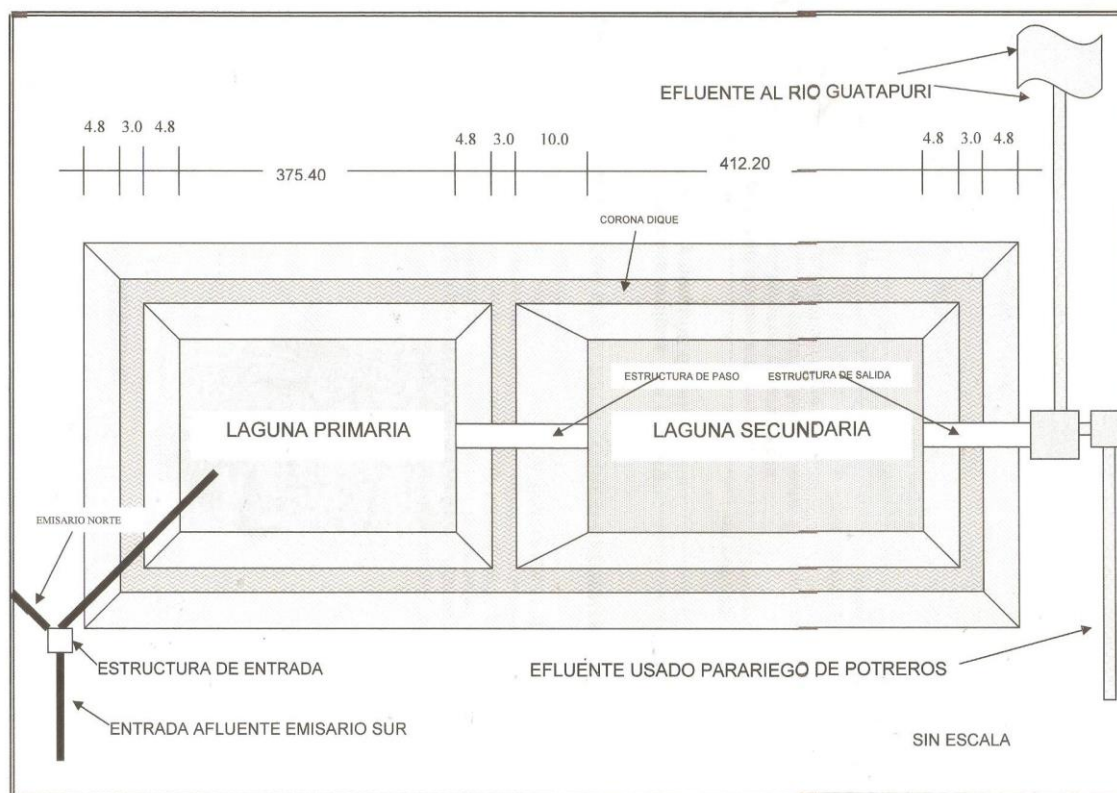 EFLUENTE AL RIO GUATAPURI
4.8 3.0 4.8 4.8 3.0 10.0 4.8 3.0 4.8
375.40 412.20
CORONA DIQUE
ESTRUCTURA DE PASO ESTRUCTURA DE SALIDA
LAGUNA PRIMARIA LAGUNA SECUNDARIA
EMISARIO NORTE
ESTRUCTURA DE ENTRADA
EFLUENTE USADO PARARIEGO DE POTREROS
ENTRADA AFLUENTE EMISARIO SUR
SIN ESCALA